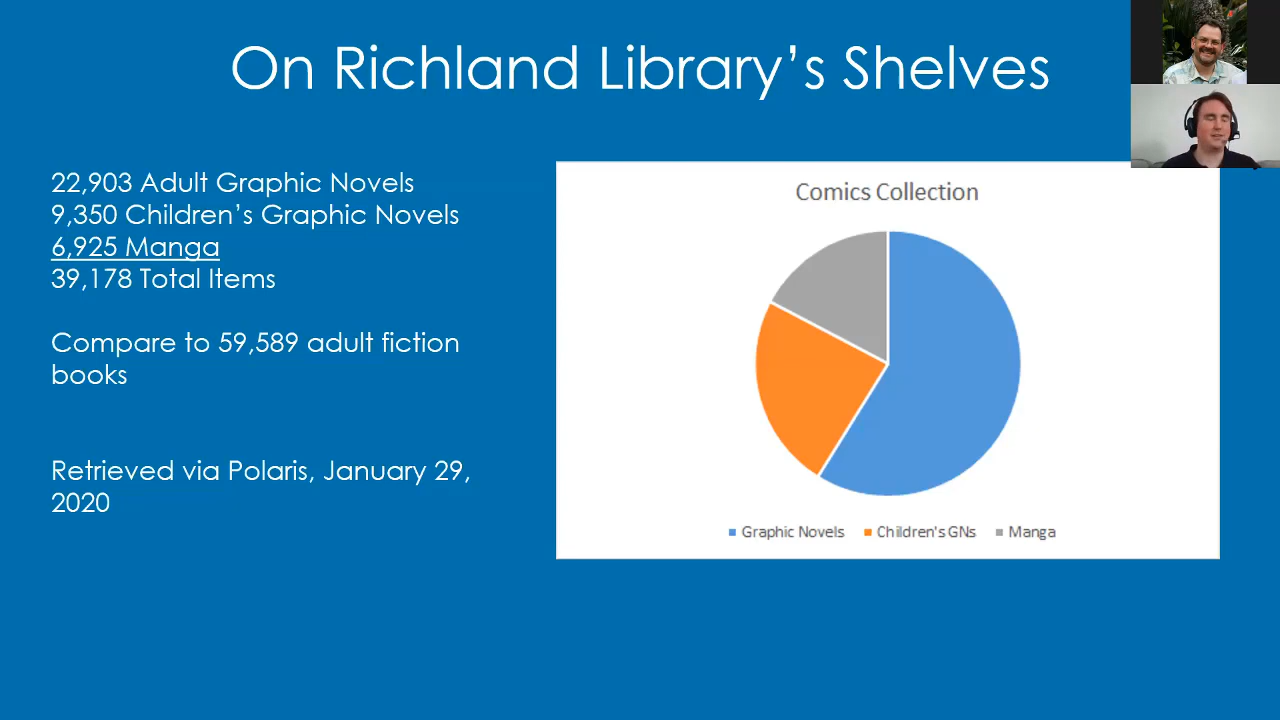 On Richland Library's Shelves
22,903 Adult Graphic Novels
9,350 Children's Graphic Novels
6,925 Manga
39,178 Total Items
Compare to 59,589 adult fiction
books
Retrieved via Polaris, January 29,
2020
Comics Collection
Graphic Novels Children's GNs Manga